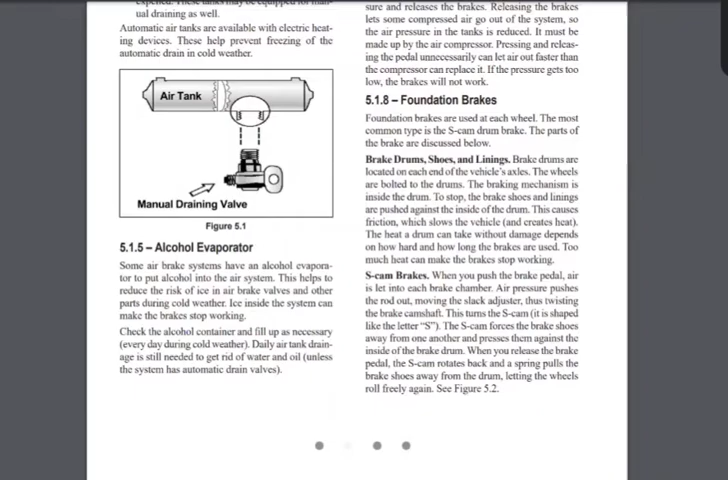 ual draining as well.
Automatic air tanks are available with electric heat-
ing devices. These help prevent freezing of the
automatic drain in cold weather.
Air Tank
Manual Draining Valve
Figure 5.1
5.1.5 – Alcohol Evaporator
Some air brake systems have an alcohol evapora-
tor to put alcohol into the air system. This helps to
reduce the risk of ice in air brake valves and other
parts during cold weather. Ice inside the system can
make the brakes stop working.
Check the alcohol container and fill up as necessary
(every day during cold weather). Daily air tank drain-
age is still needed to get rid of water and oil (unless
the system has automatic drain valves).
sure and releases the brakes. Releasing the brakes
lets some compressed air go out of the system, so
the air pressure in the tanks is reduced. It must be
made up by the air compressor. Pressing and releas-
ing the pedal unnecessarily can let air out faster than
the compressor can replace it. If the pressure gets too
low, the brakes will not work.
5.1.8 – Foundation Brakes
Foundation brakes are used at each wheel. The most
common type is the S-cam drum brake. The parts of
the brake are discussed below.
Brake Drums, Shoes, and Linings. Brake drums are
located on each end of the vehicle's axles. The wheels
are bolted to the drums. The braking mechanism is
inside the drum. To stop, the brake shoes and linings
are pushed against the inside of the drum. This causes
friction, which slows the vehicle (and creates heat).
The heat a drum can take without damage depends
on how hard and how long the brakes are used. Too
much heat can make the brakes stop working.
S-cam Brakes. When you push the brake pedal, air
is let into each brake chamber. Air pressure pushes
the rod out, moving the slack adjuster, thus twisting
the brake camshaft. This turns the S-cam (it is shaped
like the letter "S"). The S-cam forces the brake shoes
away from one another and presses them against the
inside of the brake drum. When you release the brake
pedal, the S-cam rotates back and a spring pulls the
brake shoes away from the drum, letting the wheels
roll freely again. See Figure 5.2.